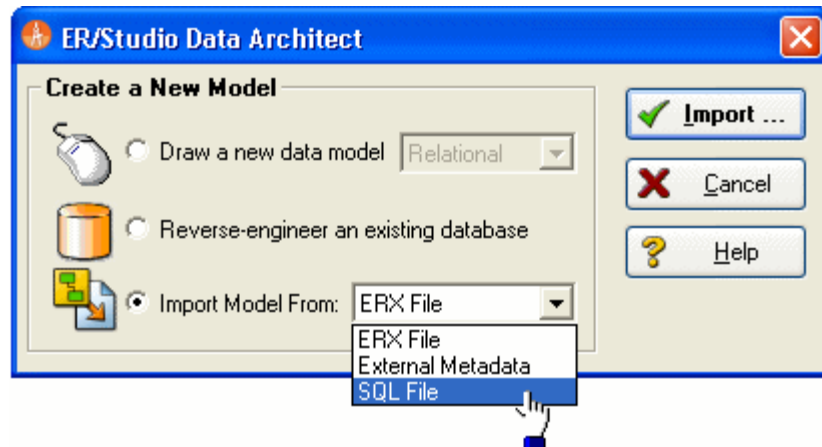 ER/Studio Data Architect
Create a New Model
Draw a new data model Relational
Reverse-engineer an existing database
Import Model From: ERX File
ERX File
External Metadata
SQL File
Import ...
Cancel
Help